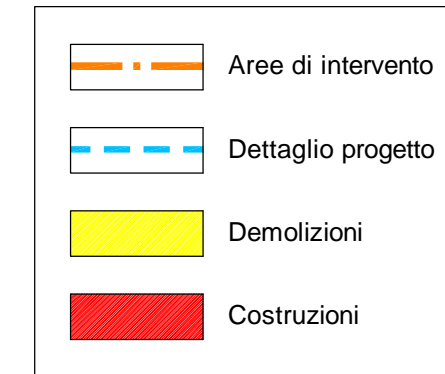 Aree di intervento
Dettaglio progetto
Demolizioni
Costruzioni